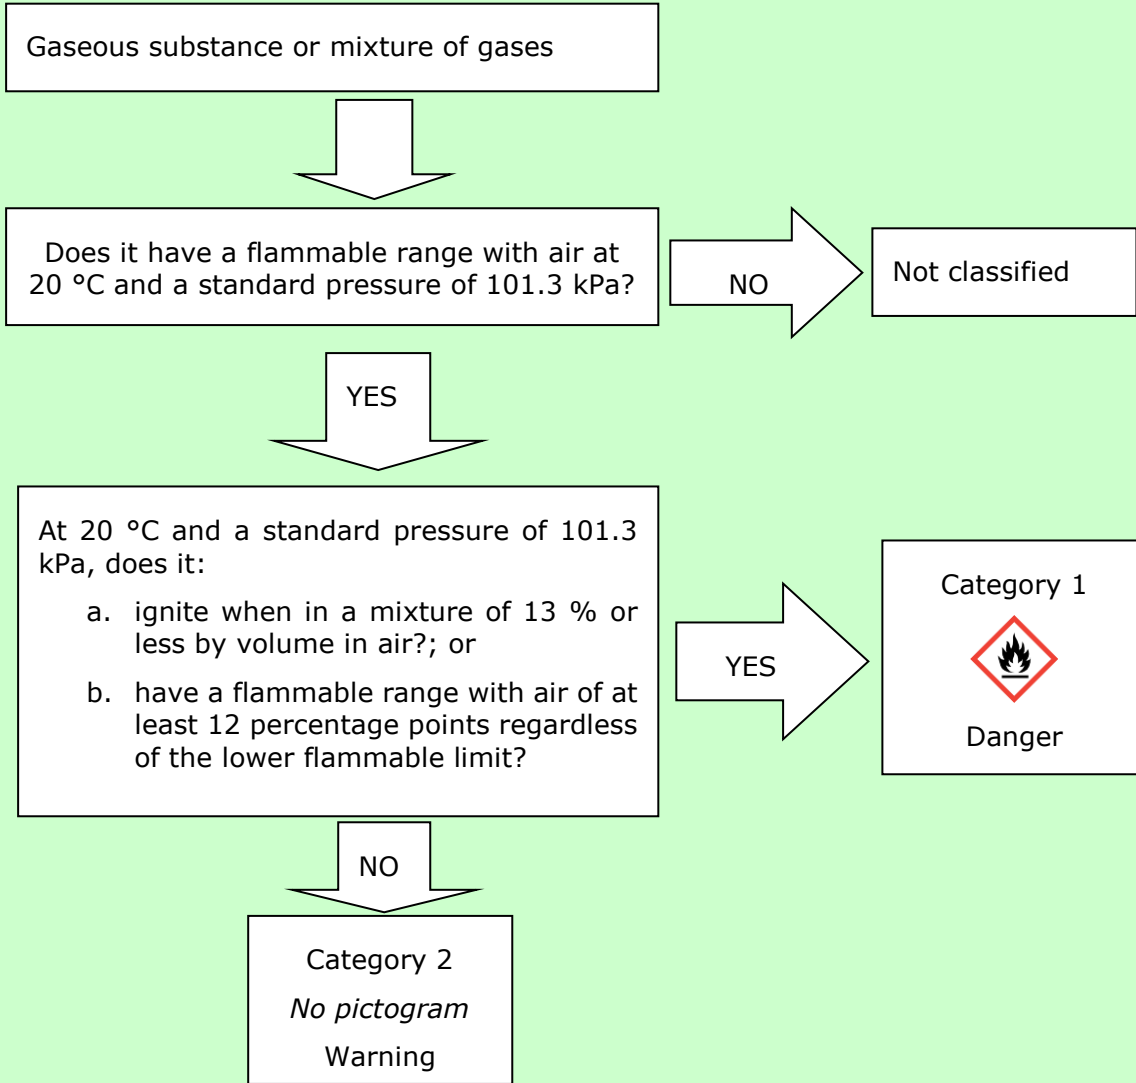 Gaseous substance or mixture of gases
Does it have a flammable range with air at
20 °C and a standard pressure of 101.3 kPa?
NO
Not classified
YES
At 20 °C and a standard pressure of 101.3
kPa, does it:
a. ignite when in a mixture of 13 % or
less by volume in air?; or
b. have a flammable range with air of at
least 12 percentage points regardless
of the lower flammable limit?
YES
Category 1
Danger
NO
Category 2
No pictogram
Warning